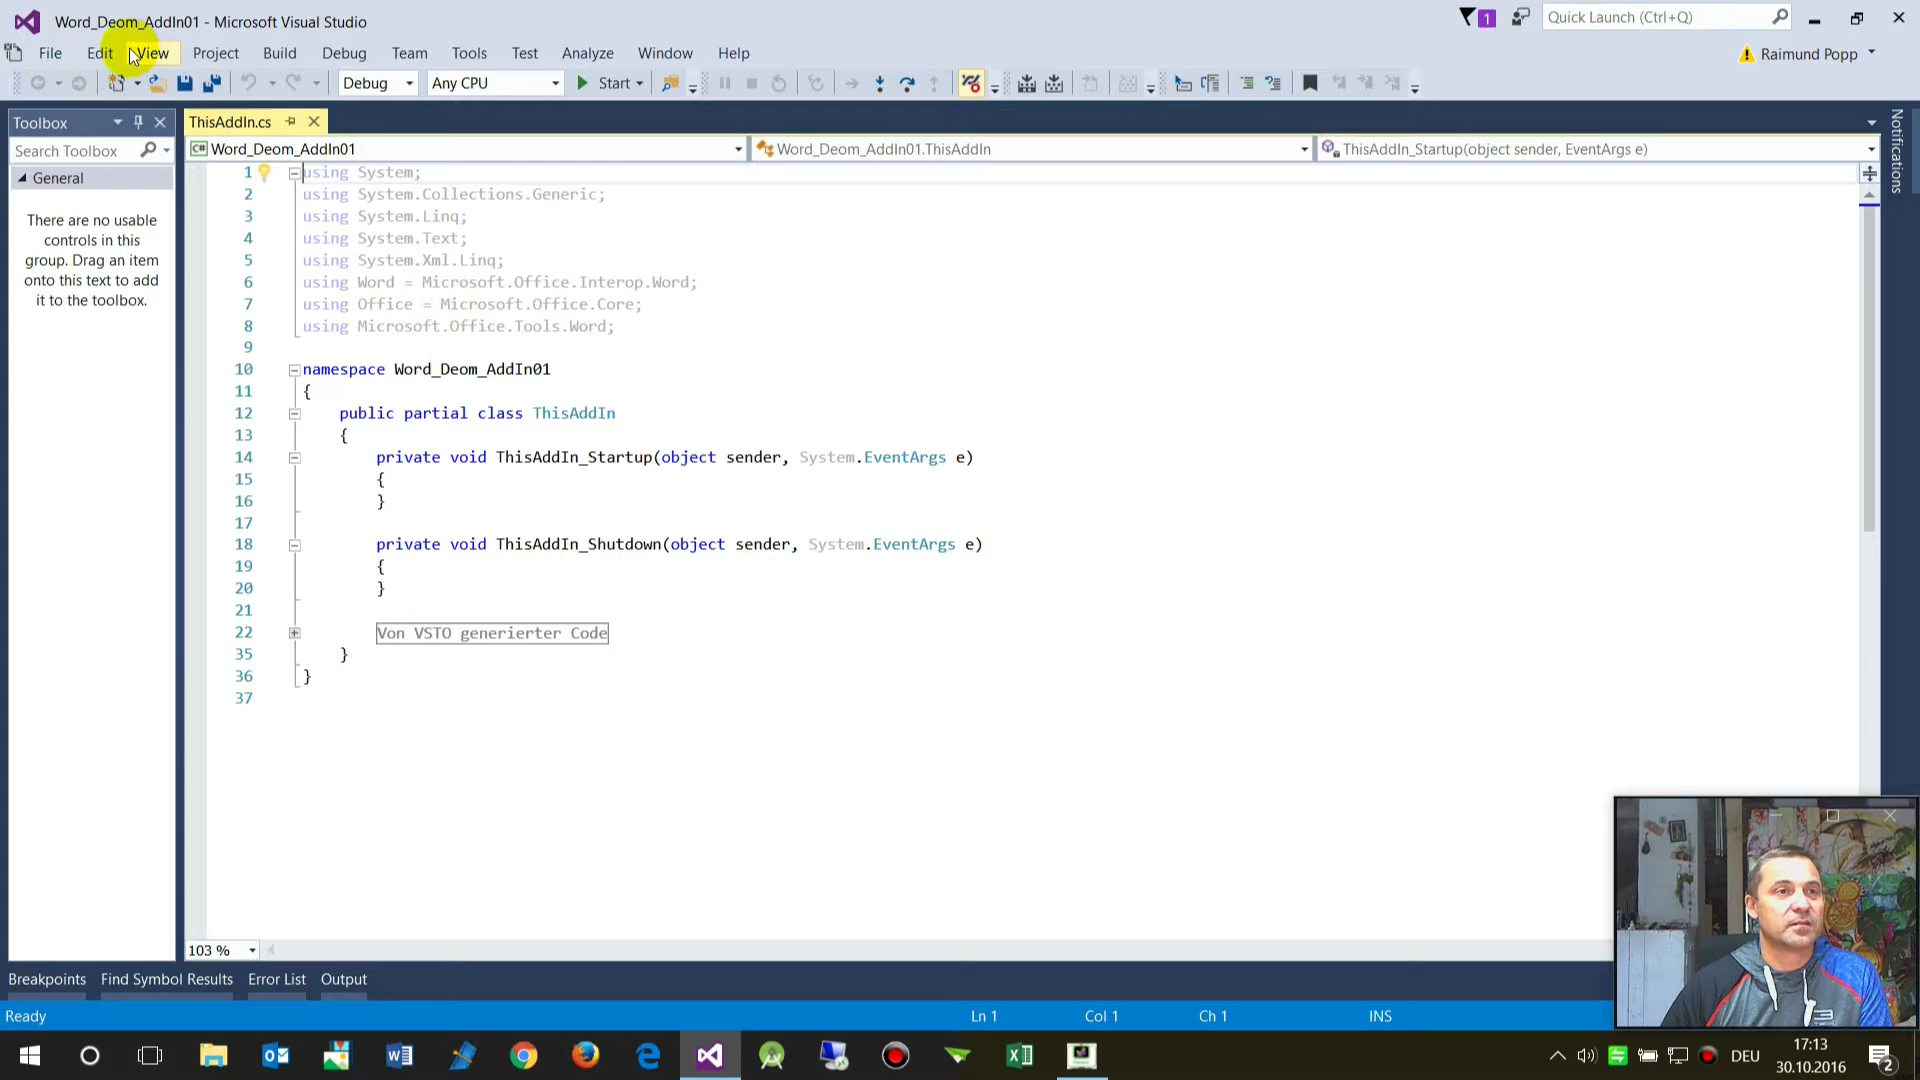 Word_Deom_AddIn01 - Microsoft Visual Studio
1
Quick Launch (Ctrl+Q)
File Edit View Project Build Debug Team Tools Test Analyze Window Help
Raimund Popp
Debug Any CPU Start
Toolbox
ThisAddIn.cs
Search Toolbox
Word_Deom_AddIn01
Word_Deom_AddIn01.ThisAddIn
ThisAddIn_Startup(object sender, EventArgs e)
Notifications
General
There are no usable
controls in this
group. Drag an item
onto this text to add
it to the toolbox.
1 using System;
2 using System.Collections.Generic;
3 using System.Linq;
4 using System.Text;
5 using System.Xml.Linq;
6 using Word = Microsoft.Office.Interop.Word;
7 using Office = Microsoft.Office.Core;
8 using Microsoft.Office.Tools.Word;
9
10 namespace Word_Deom_AddIn01
11 {
12 public partial class ThisAddIn
13 {
14 private void ThisAddIn_Startup(object sender, System.EventArgs e)
15 {
16 }
17
18 private void ThisAddIn_Shutdown(object sender, System.EventArgs e)
19 {
20 }
21
22 Von VSTO generierter Code
35 }
36 }
37
103 %
Breakpoints Find Symbol Results Error List Output
Ready Ln 1 Col 1 Ch 1 INS
DEU
17:13
30.10.2016
2